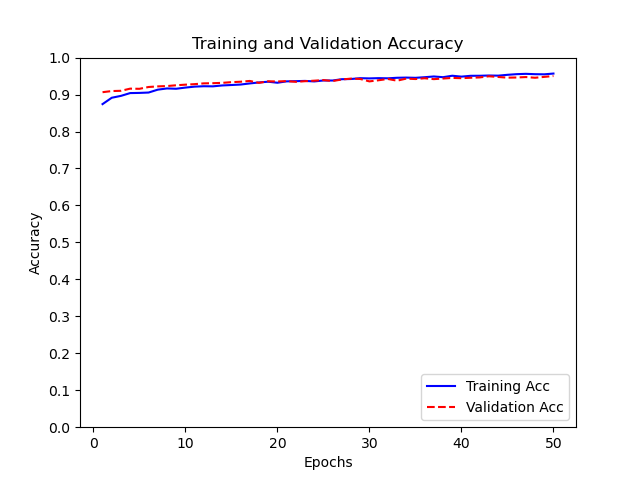 Training and Validation Accuracy
1.0
0.9
0.8
0.7
0.6
0.5
0.4
0.3
0.2
0.1
0.0
Accuracy
Training Acc
Validation Acc
0 10 20 30 40 50
Epochs